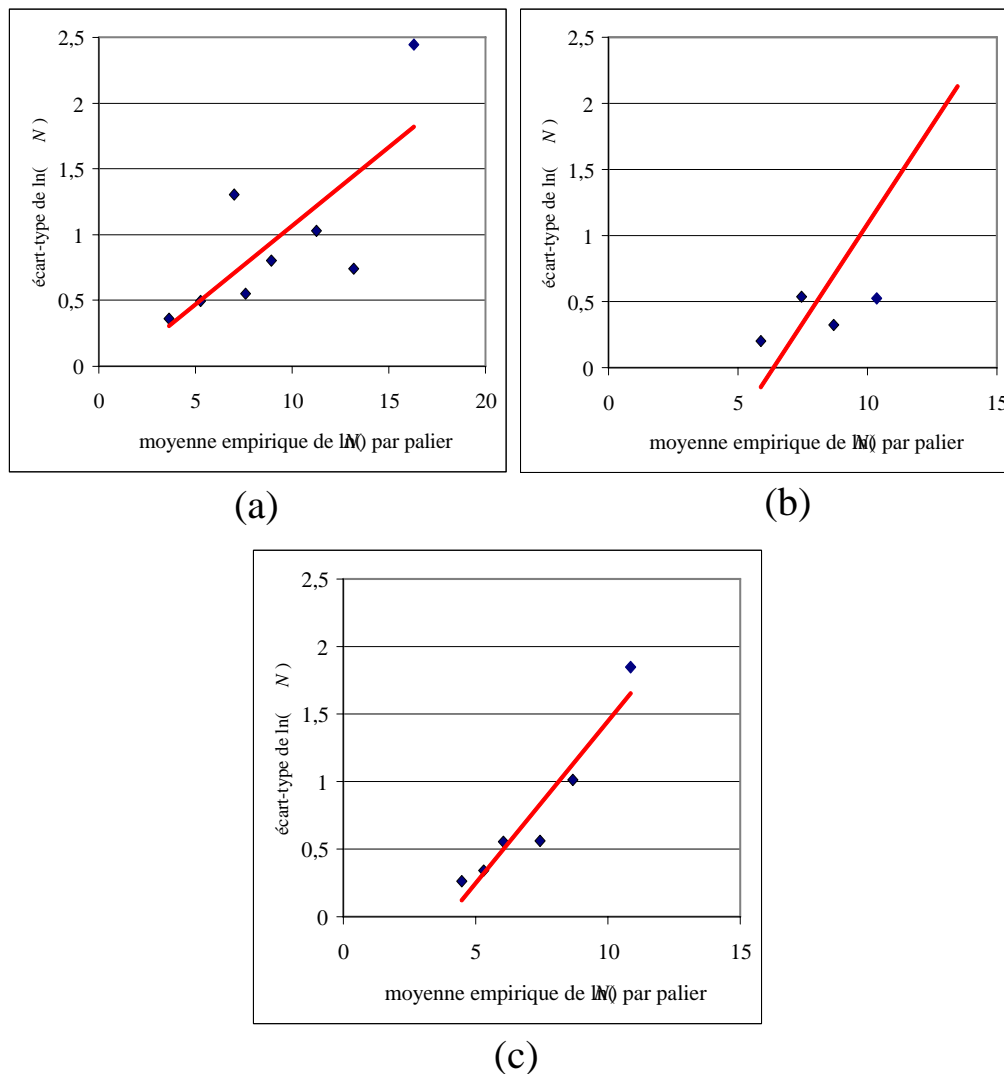 2,5
2
1,5
1
0,5
0
0 5 10 15 20
écart-type de ln( N )
moyenne empirique de ln(N) par palier
(a)
2,5
2
1,5
1
0,5
0
0 5 10 15
écart-type de ln( N )
moyenne empirique de ln(N) par palier
(b)
2,5
2
1,5
1
0,5
0
0 5 10 15
écart-type de ln( N )
moyenne empirique de ln(N) par palier
(c)